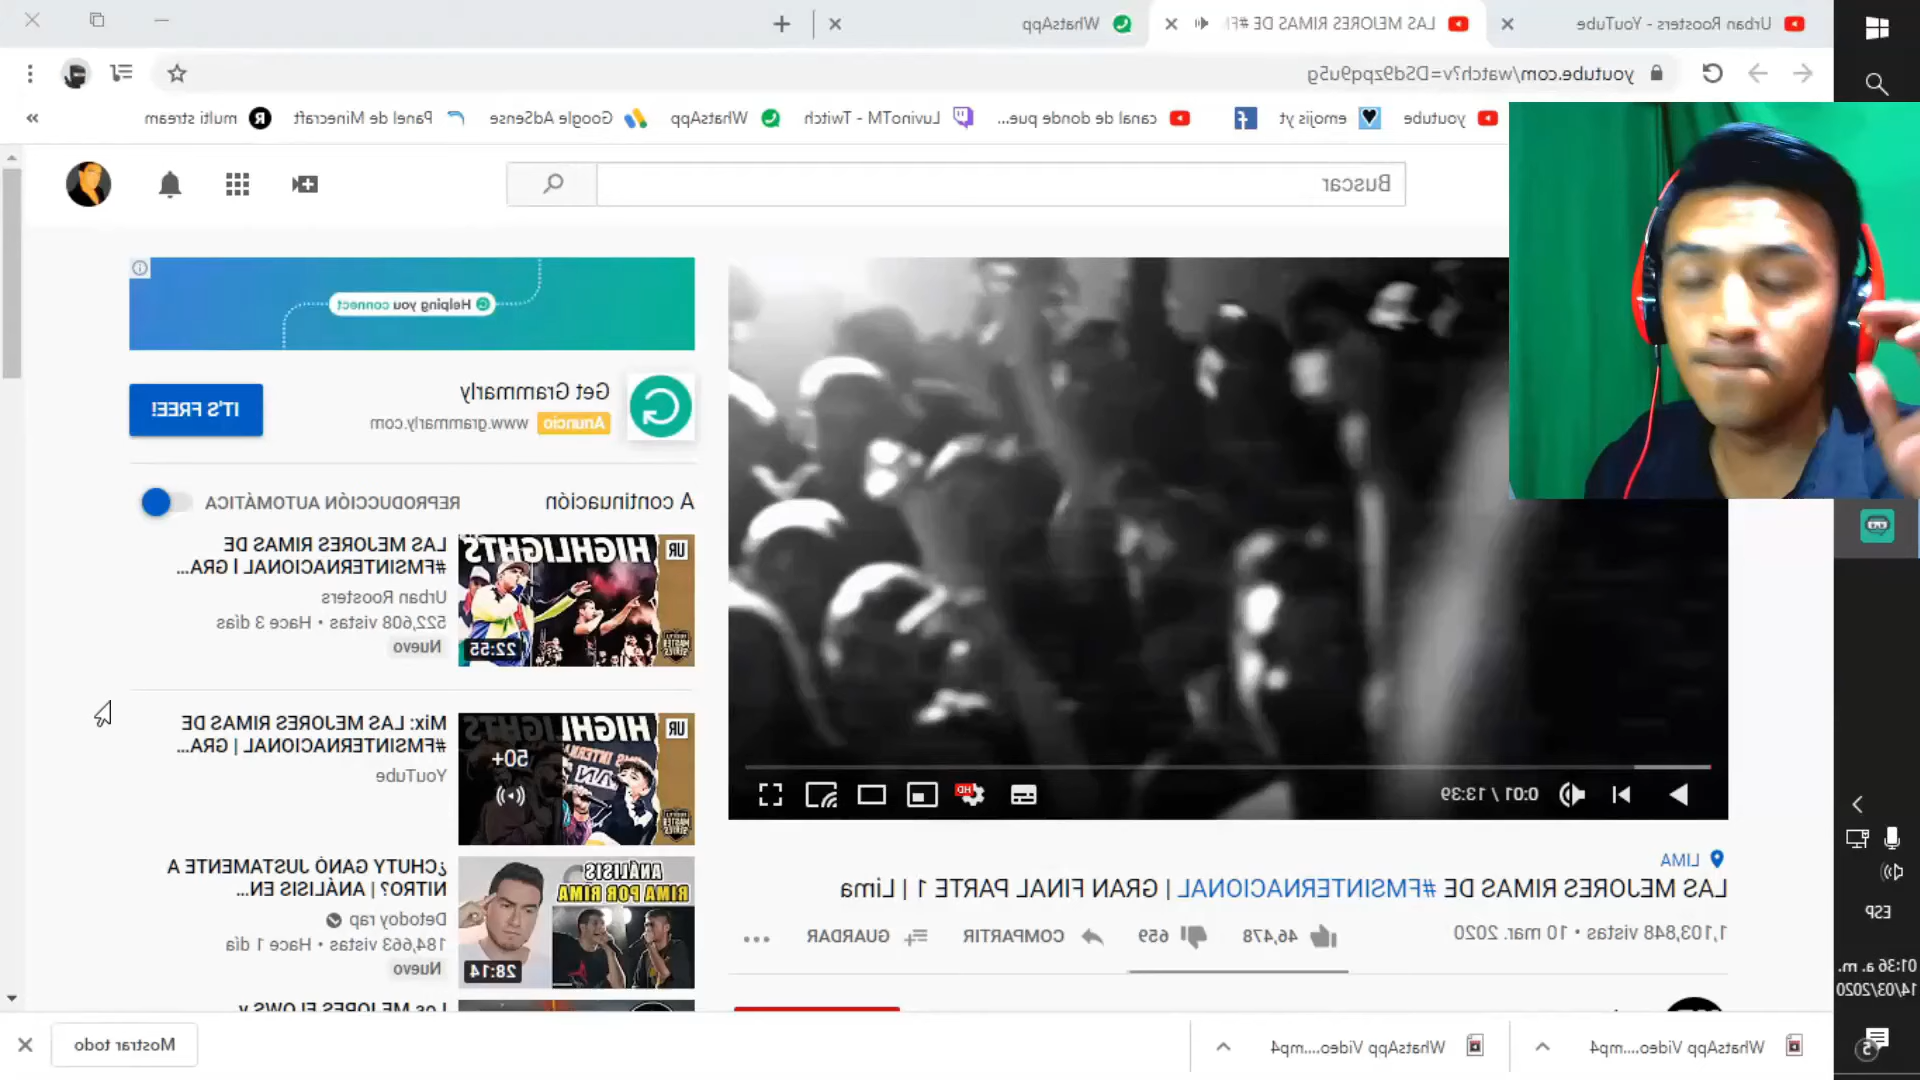 Urban Roosters - YouTube
LAS MEJORES RIMAS DE #F
WhatsApp
youtube.com/watch?v=DSd9zpq9u5g
youtube
emojis yt
canal de donde pue...
LuvinoTM - Twitch
WhatsApp
Google AdSense
Panel de Minecraft
multi stream
Buscar
Helping you connect
Get Grammarly
Anuncio www.grammarly.com
IT'S FREE!
A continuación
REPRODUCCIÓN AUTOMÁTICA
UR HIGHLIGHTS
22:55
LAS MEJORES RIMAS DE
#FMSINTERNACIONAL | GRA...
Urban Roosters
522,608 vistas • Hace 3 días
Nuevo
UR HIGHLIGHTS
50+
Mix: LAS MEJORES RIMAS DE
#FMSINTERNACIONAL | GRA...
YouTube
ANÁLISIS
RIMA POR RIMA
28:14
¿CHUTY GANÓ JUSTAMENTE A
NITRO? | ANÁLISIS EN...
Detodoy rap
184,663 vistas • Hace 1 día
Nuevo
Los MEJORES FLOWS y
HD
0:01 / 13:39
LIMA
LAS MEJORES RIMAS DE #FMSINTERNACIONAL | GRAN FINAL PARTE 1 | Lima
1,103,848 vistas • 10 mar. 2020
46,474
659
COMPARTIR
GUARDAR
ESP
01:36 a. m.
14/03/2020
5
WhatsApp Video....mp4
WhatsApp Video....mp4
Mostrar todo